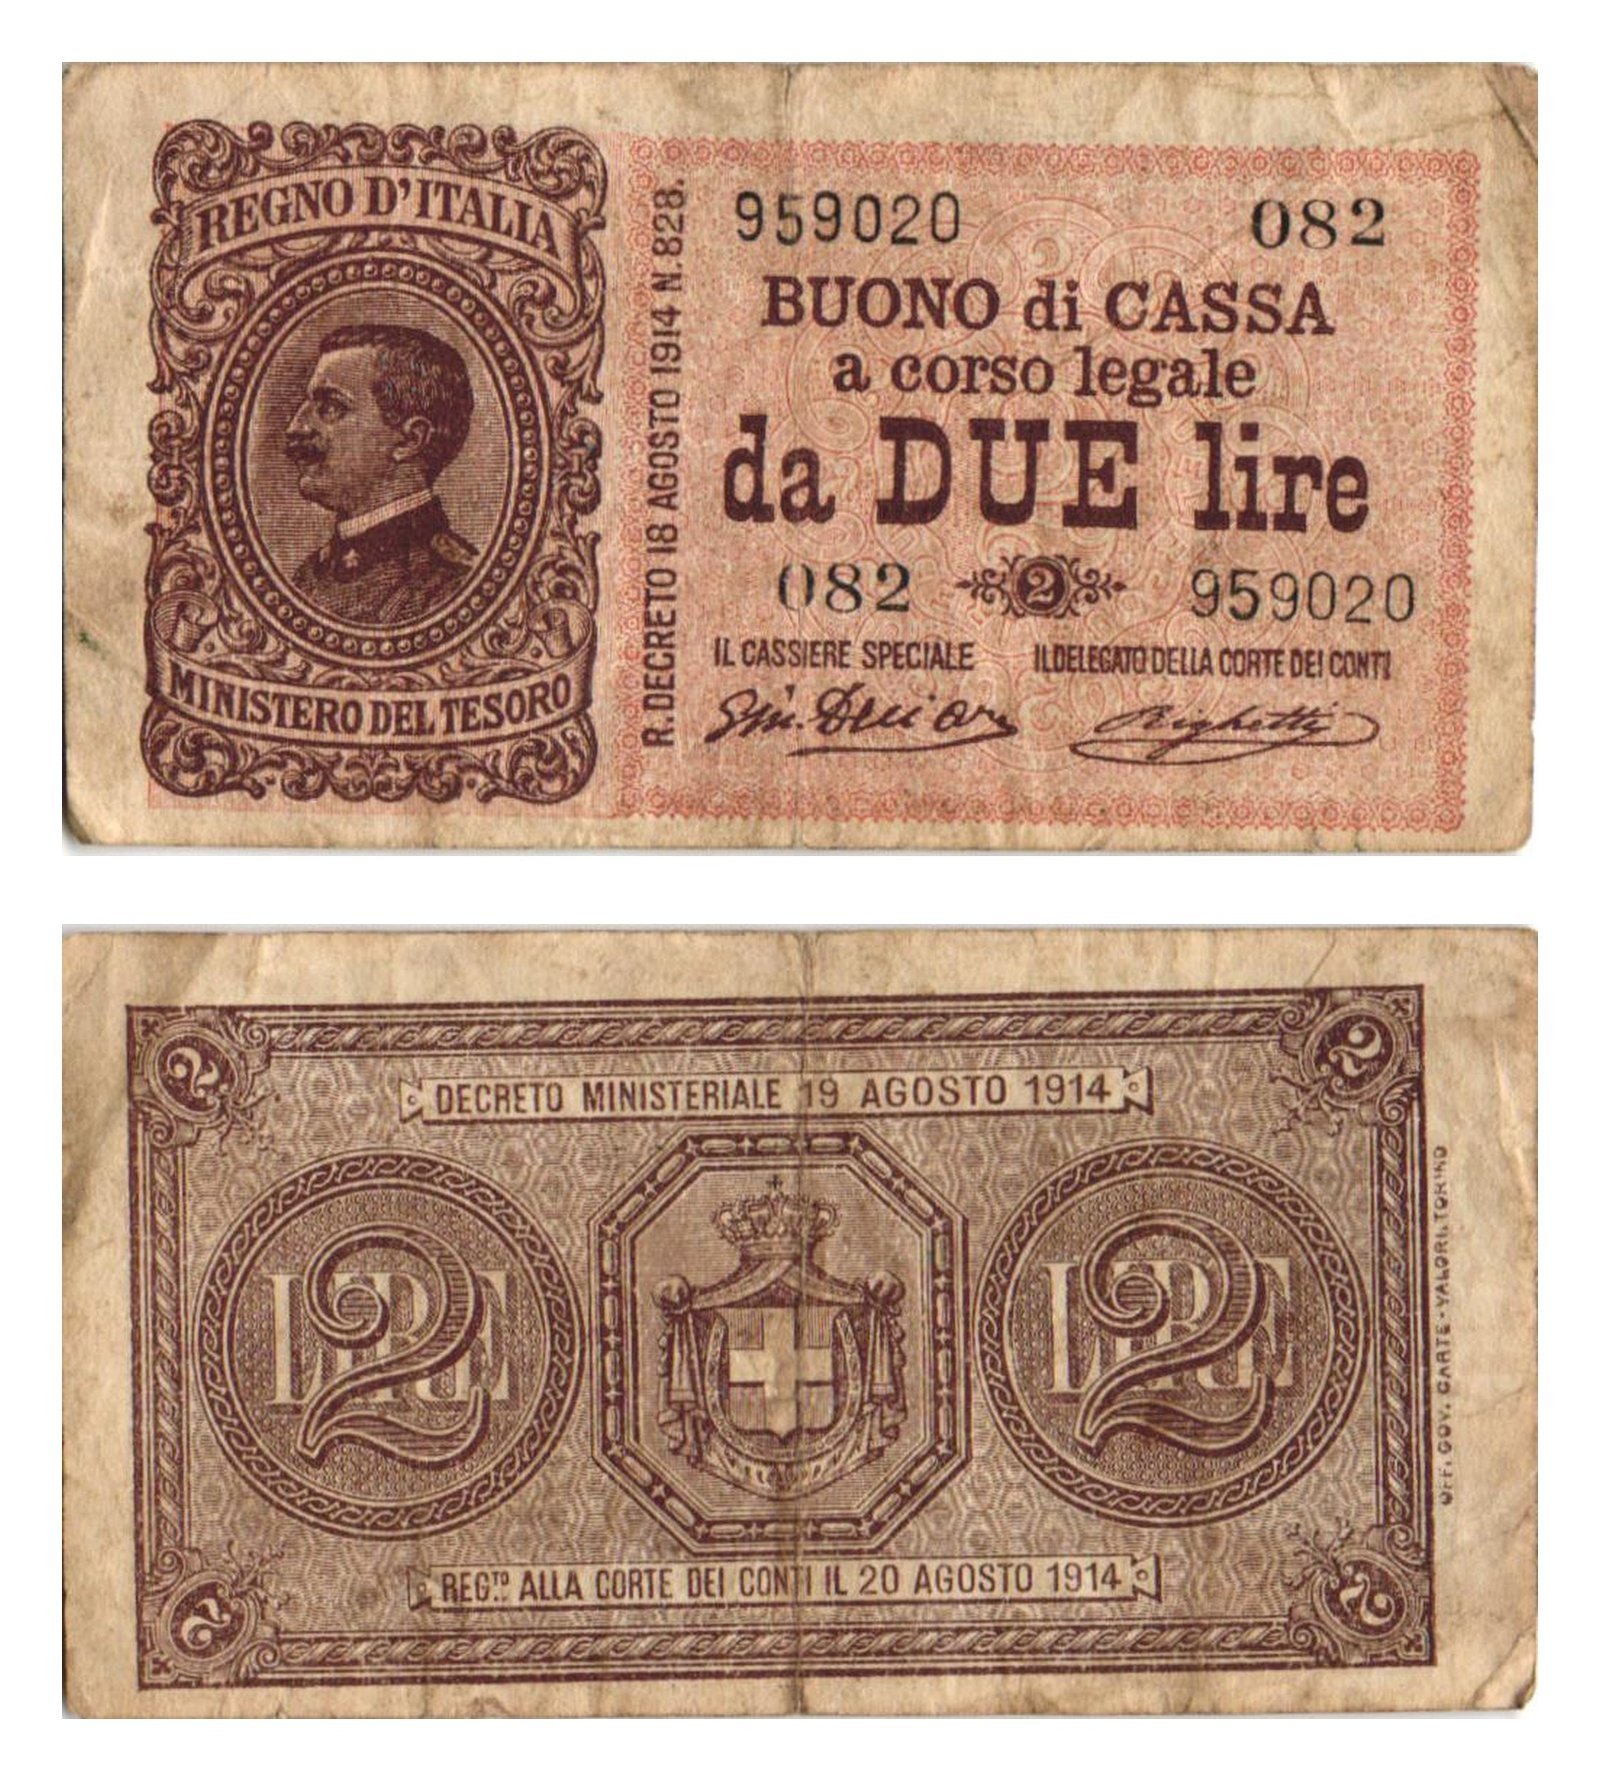 REGNO D'ITALIA
MINISTERO DEL TESORO
R. DECRETO 18 AGOSTO 1914 N. 828.
959020 082
BUONO di CASSA
a corso legale
da DUE lire
082 2 959020
IL CASSIERE SPECIALE IL DELEGATO DELLA CORTE DEI CONTI
Righetti
2 2
DECRETO MINISTERIALE 19 AGOSTO 1914
LIRE 2 LIRE 2
REG.TO ALLA CORTE DEI CONTI IL 20 AGOSTO 1914
2 2
OFF. GOV. CARTE-VALORI. TORINO